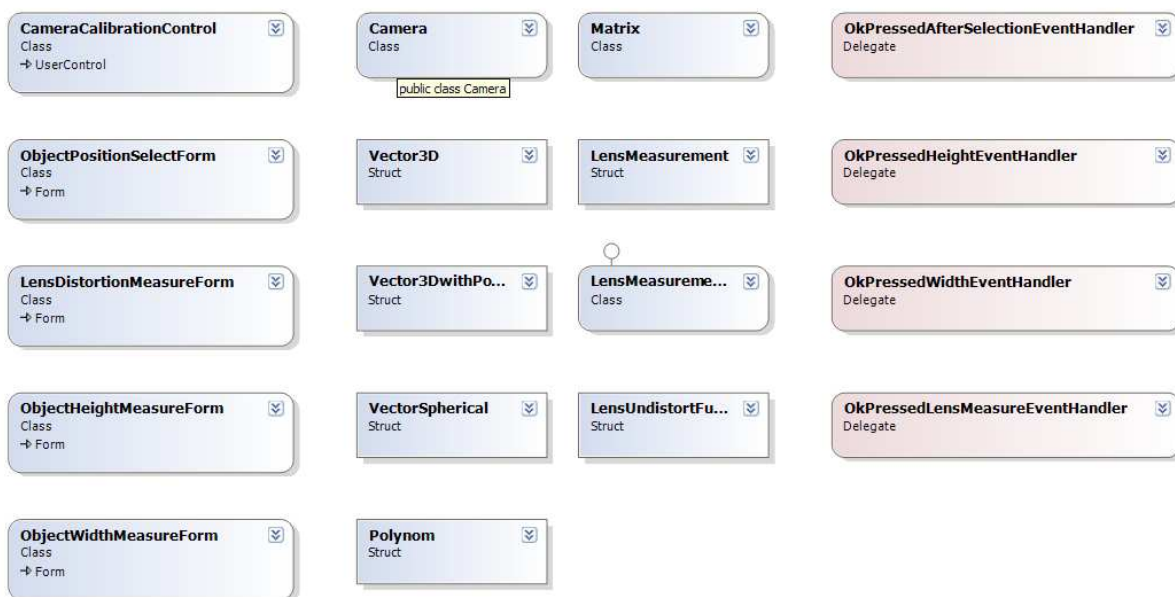 CameraCalibrationControl
Class
UserControl
Camera
Class
public class Camera
Matrix
Class
OkPressedAfterSelectionEventHandler
Delegate
ObjectPositionSelectForm
Class
Form
Vector3D
Struct
LensMeasurement
Struct
OkPressedHeightEventHandler
Delegate
LensDistortionMeasureForm
Class
Form
Vector3DwithPo...
Struct
LensMeasureme...
Class
OkPressedWidthEventHandler
Delegate
ObjectHeightMeasureForm
Class
Form
VectorSpherical
Struct
LensUndistortFu...
Struct
OkPressedLensMeasureEventHandler
Delegate
ObjectWidthMeasureForm
Class
Form
Polynom
Struct